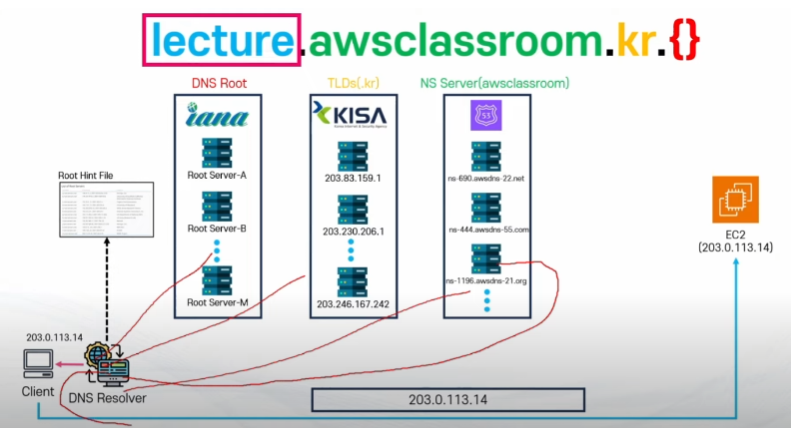 lecture.awsclassroom.kr.{}
DNS Root
TLDs(.kr)
NS Server(awsclassroom)
iana
KISA
53
Root Server-A
Root Server-B
Root Server-M
203.83.159.1
203.230.206.1
203.246.167.242
ns-690.awsdns-22.net
ns-444.awsdns-55.com
ns-1196.awsdns-21.org
Root Hint File
EC2
(203.0.113.14)
203.0.113.14
Client
DNS Resolver
203.0.113.14